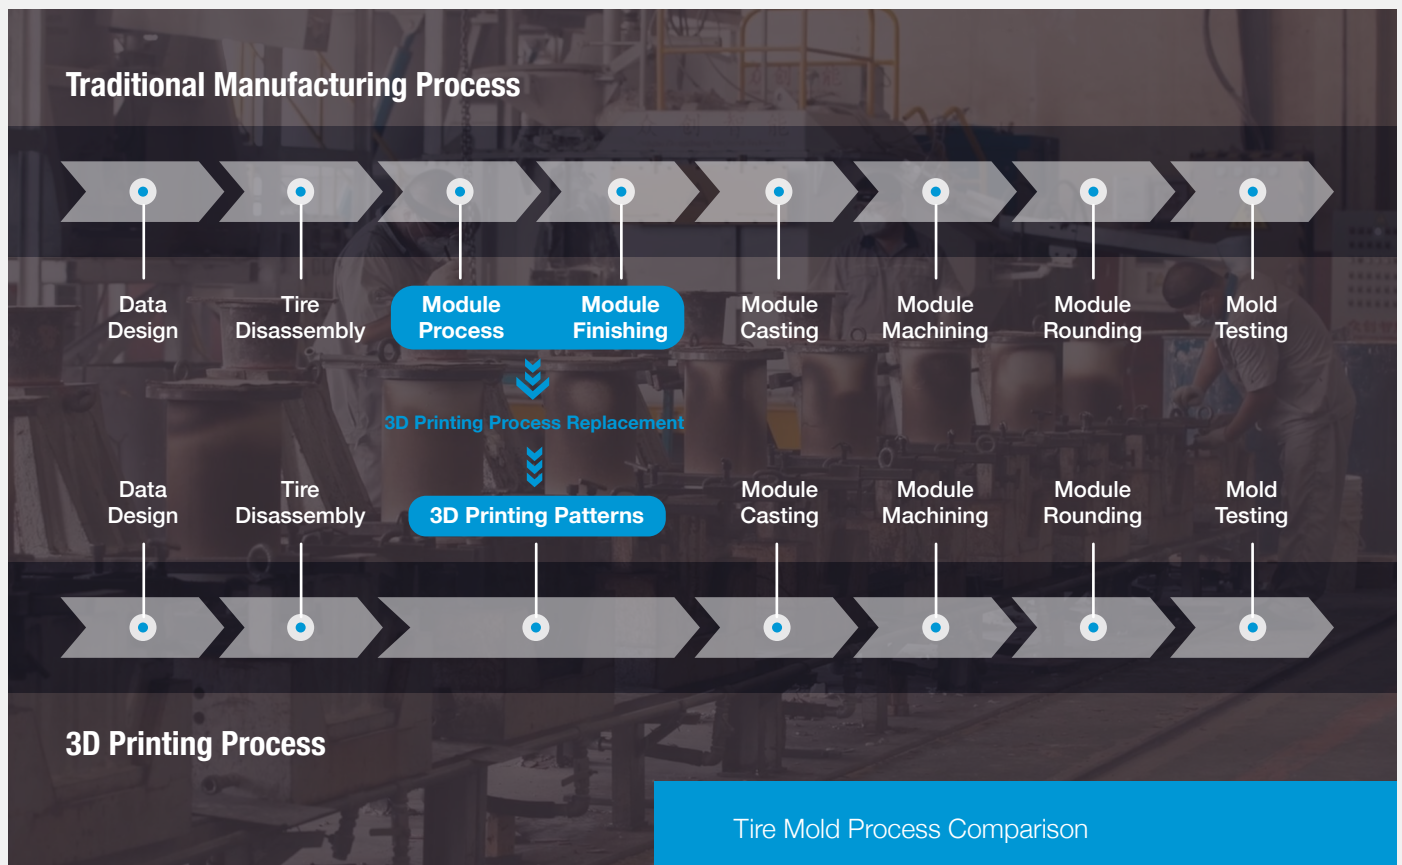 Traditional Manufacturing Process
Data
Design
Tire
Disassembly
Module
Process
Module
Finishing
Module
Casting
Module
Machining
Module
Rounding
Mold
Testing
3D Printing Process Replacement
Data
Design
Tire
Disassembly
3D Printing Patterns
Module
Casting
Module
Machining
Module
Rounding
Mold
Testing
3D Printing Process
Tire Mold Process Comparison